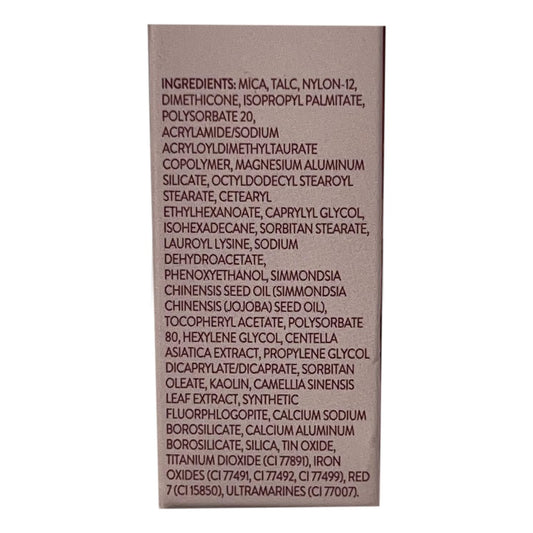 INGREDIENTS: MICA, TALC, NYLON-12,
DIMETHICONE, ISOPROPYL PALMITATE,
POLYSORBATE 20,
ACRYLAMIDE/SODIUM
ACRYLOYLDIMETHYLTAURATE
COPOLYMER, MAGNESIUM ALUMINUM
SILICATE, OCTYLDODECYL STEAROYL
STEARATE, CETEARYL
ETHYLHEXANOATE, CAPRYLYL GLYCOL,
ISOHEXADECANE, SORBITAN STEARATE,
LAUROYL LYSINE, SODIUM
DEHYDROACETATE,
PHENOXYETHANOL, SIMMONDSIA
CHINENSIS SEED OIL (SIMMONDSIA
CHINENSIS (JOJOBA) SEED OIL),
TOCOPHERYL ACETATE, POLYSORBATE
80, HEXYLENE GLYCOL, CENTELLA
ASIATICA EXTRACT, PROPYLENE GLYCOL
DICAPRYLATE/DICAPRATE, SORBITAN
OLEATE, KAOLIN, CAMELLIA SINENSIS
LEAF EXTRACT, SYNTHETIC
FLUORPHLOGOPITE, CALCIUM SODIUM
BOROSILICATE, CALCIUM ALUMINUM
BOROSILICATE, SILICA, TIN OXIDE,
TITANIUM DIOXIDE (CI 77891), IRON
OXIDES (CI 77491, CI 77492, CI 77499), RED
7 (CI 15850), ULTRAMARINES (CI 77007).